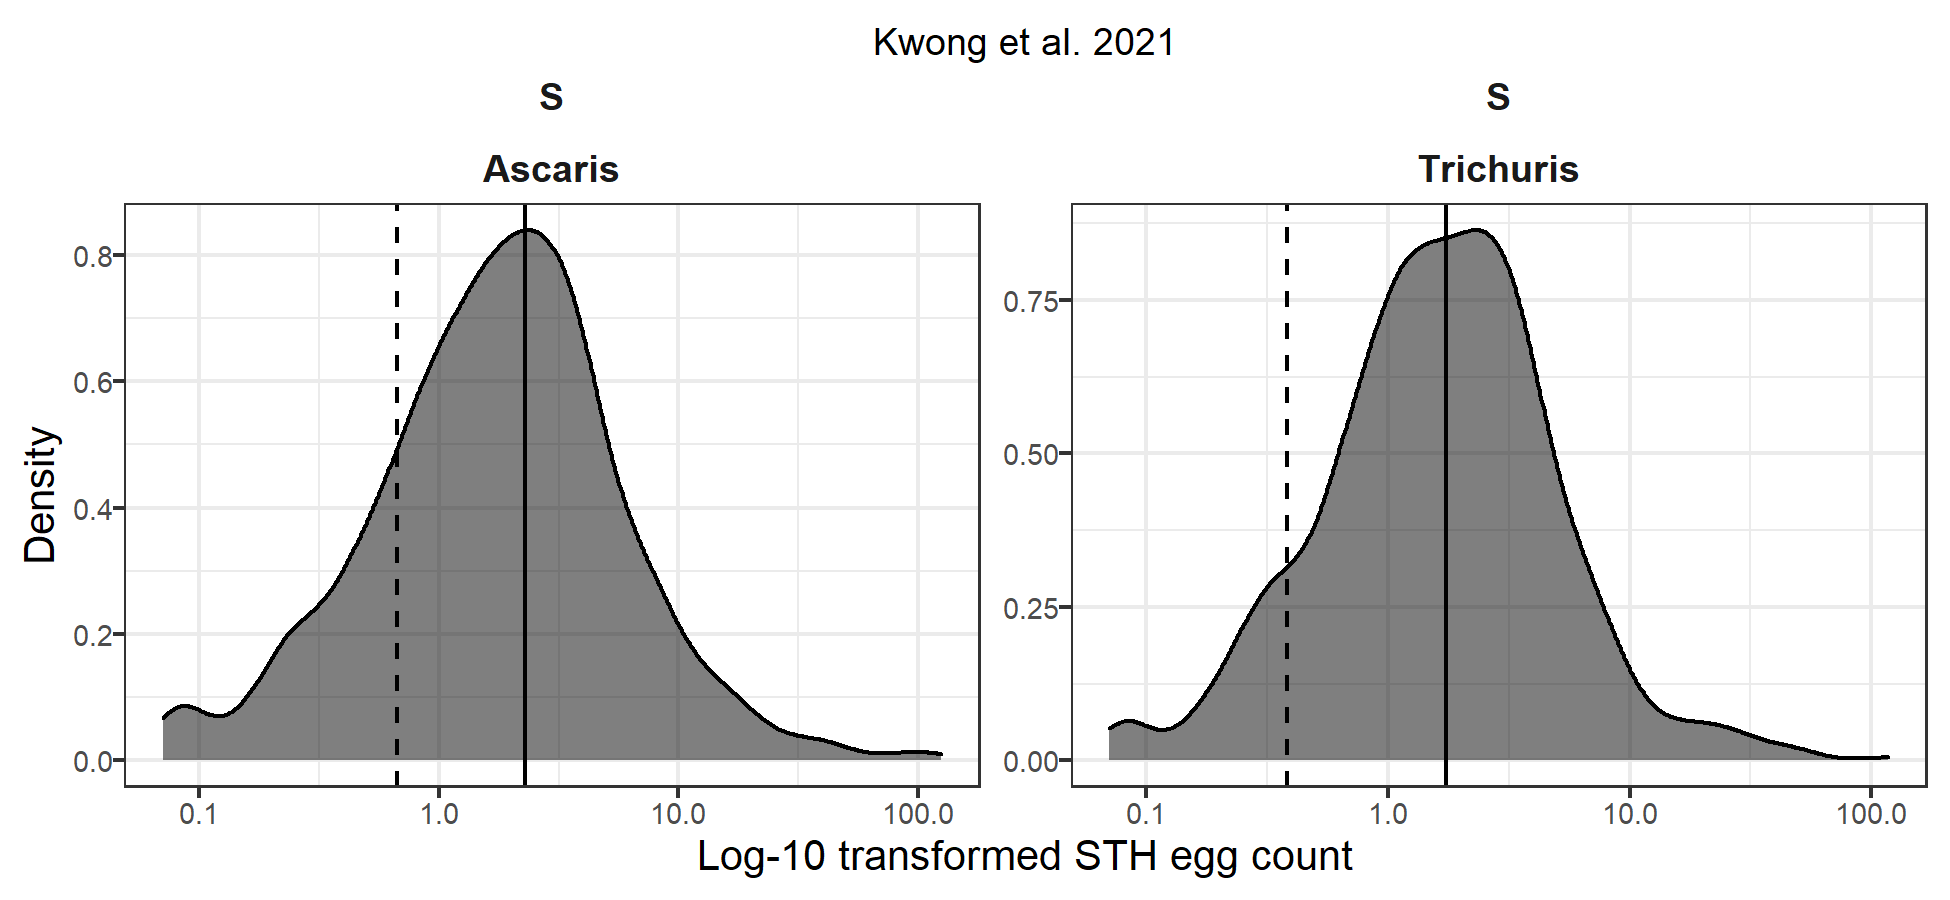 Kwong et al. 2021
S
Ascaris
S
Trichuris
Density
0.8
0.6
0.4
0.2
0.0
0.1
1.0
10.0
100.0
0.75
0.50
0.25
0.00
0.1
1.0
10.0
100.0
Log-10 transformed STH egg count